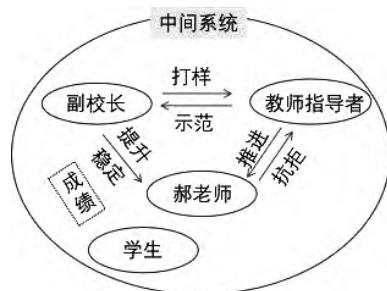 中间系统
打样
副校长
教师指导者
示范
提升
稳定
推进
抗拒
成绩
郝老师
学生